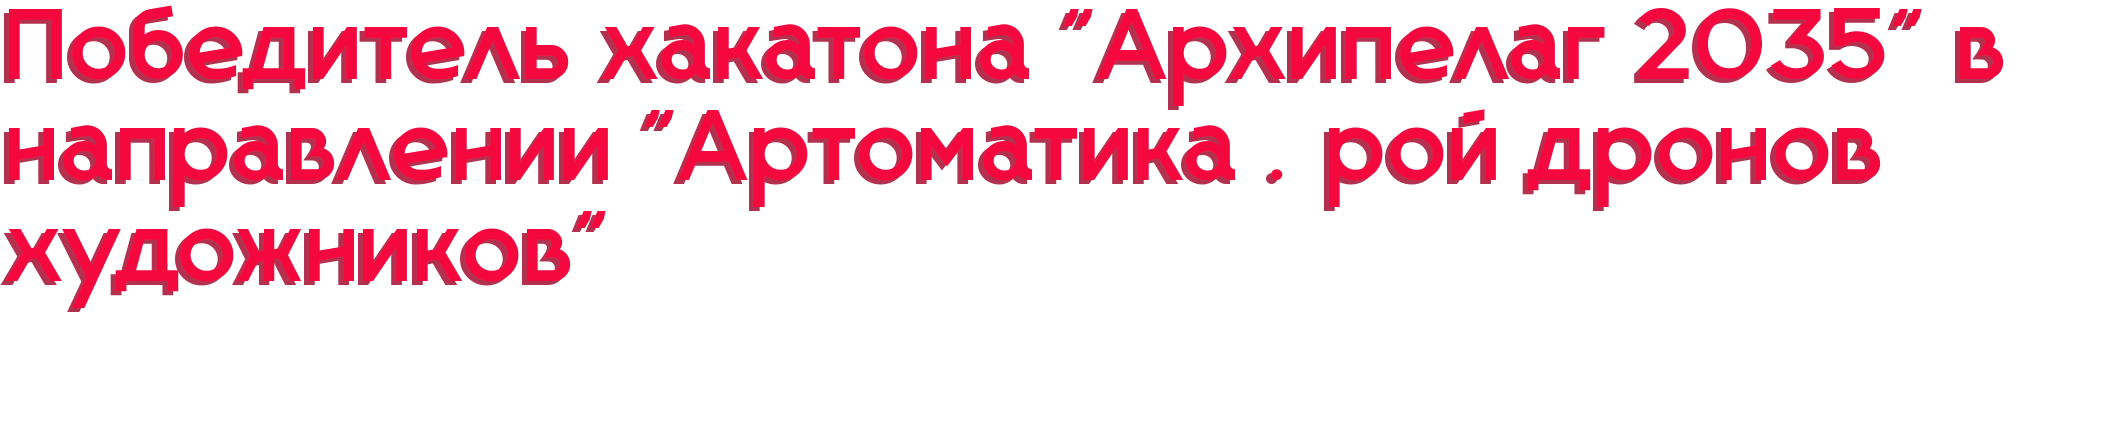 Победитель хакатона "Архипелаг 2035" в
направлении "Артоматика . рой дронов
художников"